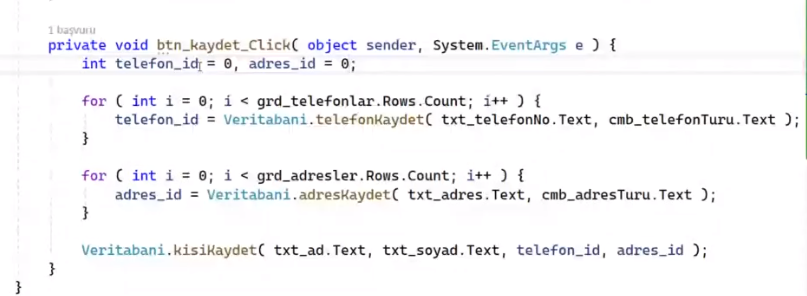 1 başvuru
private void btn_kaydet_Click( object sender, System.EventArgs e ) {
int telefon_id = 0, adres_id = 0;
for ( int i = 0; i < grd_telefonlar.Rows.Count; i++ ) {
telefon_id = Veritabani.telefonKaydet( txt_telefonNo.Text, cmb_telefonTuru.Text );
}
for ( int i = 0; i < grd_adresler.Rows.Count; i++ ) {
adres_id = Veritabani.adresKaydet( txt_adres.Text, cmb_adresTuru.Text );
}
Veritabani.kisiKaydet( txt_ad.Text, txt_soyad.Text, telefon_id, adres_id );
}
}